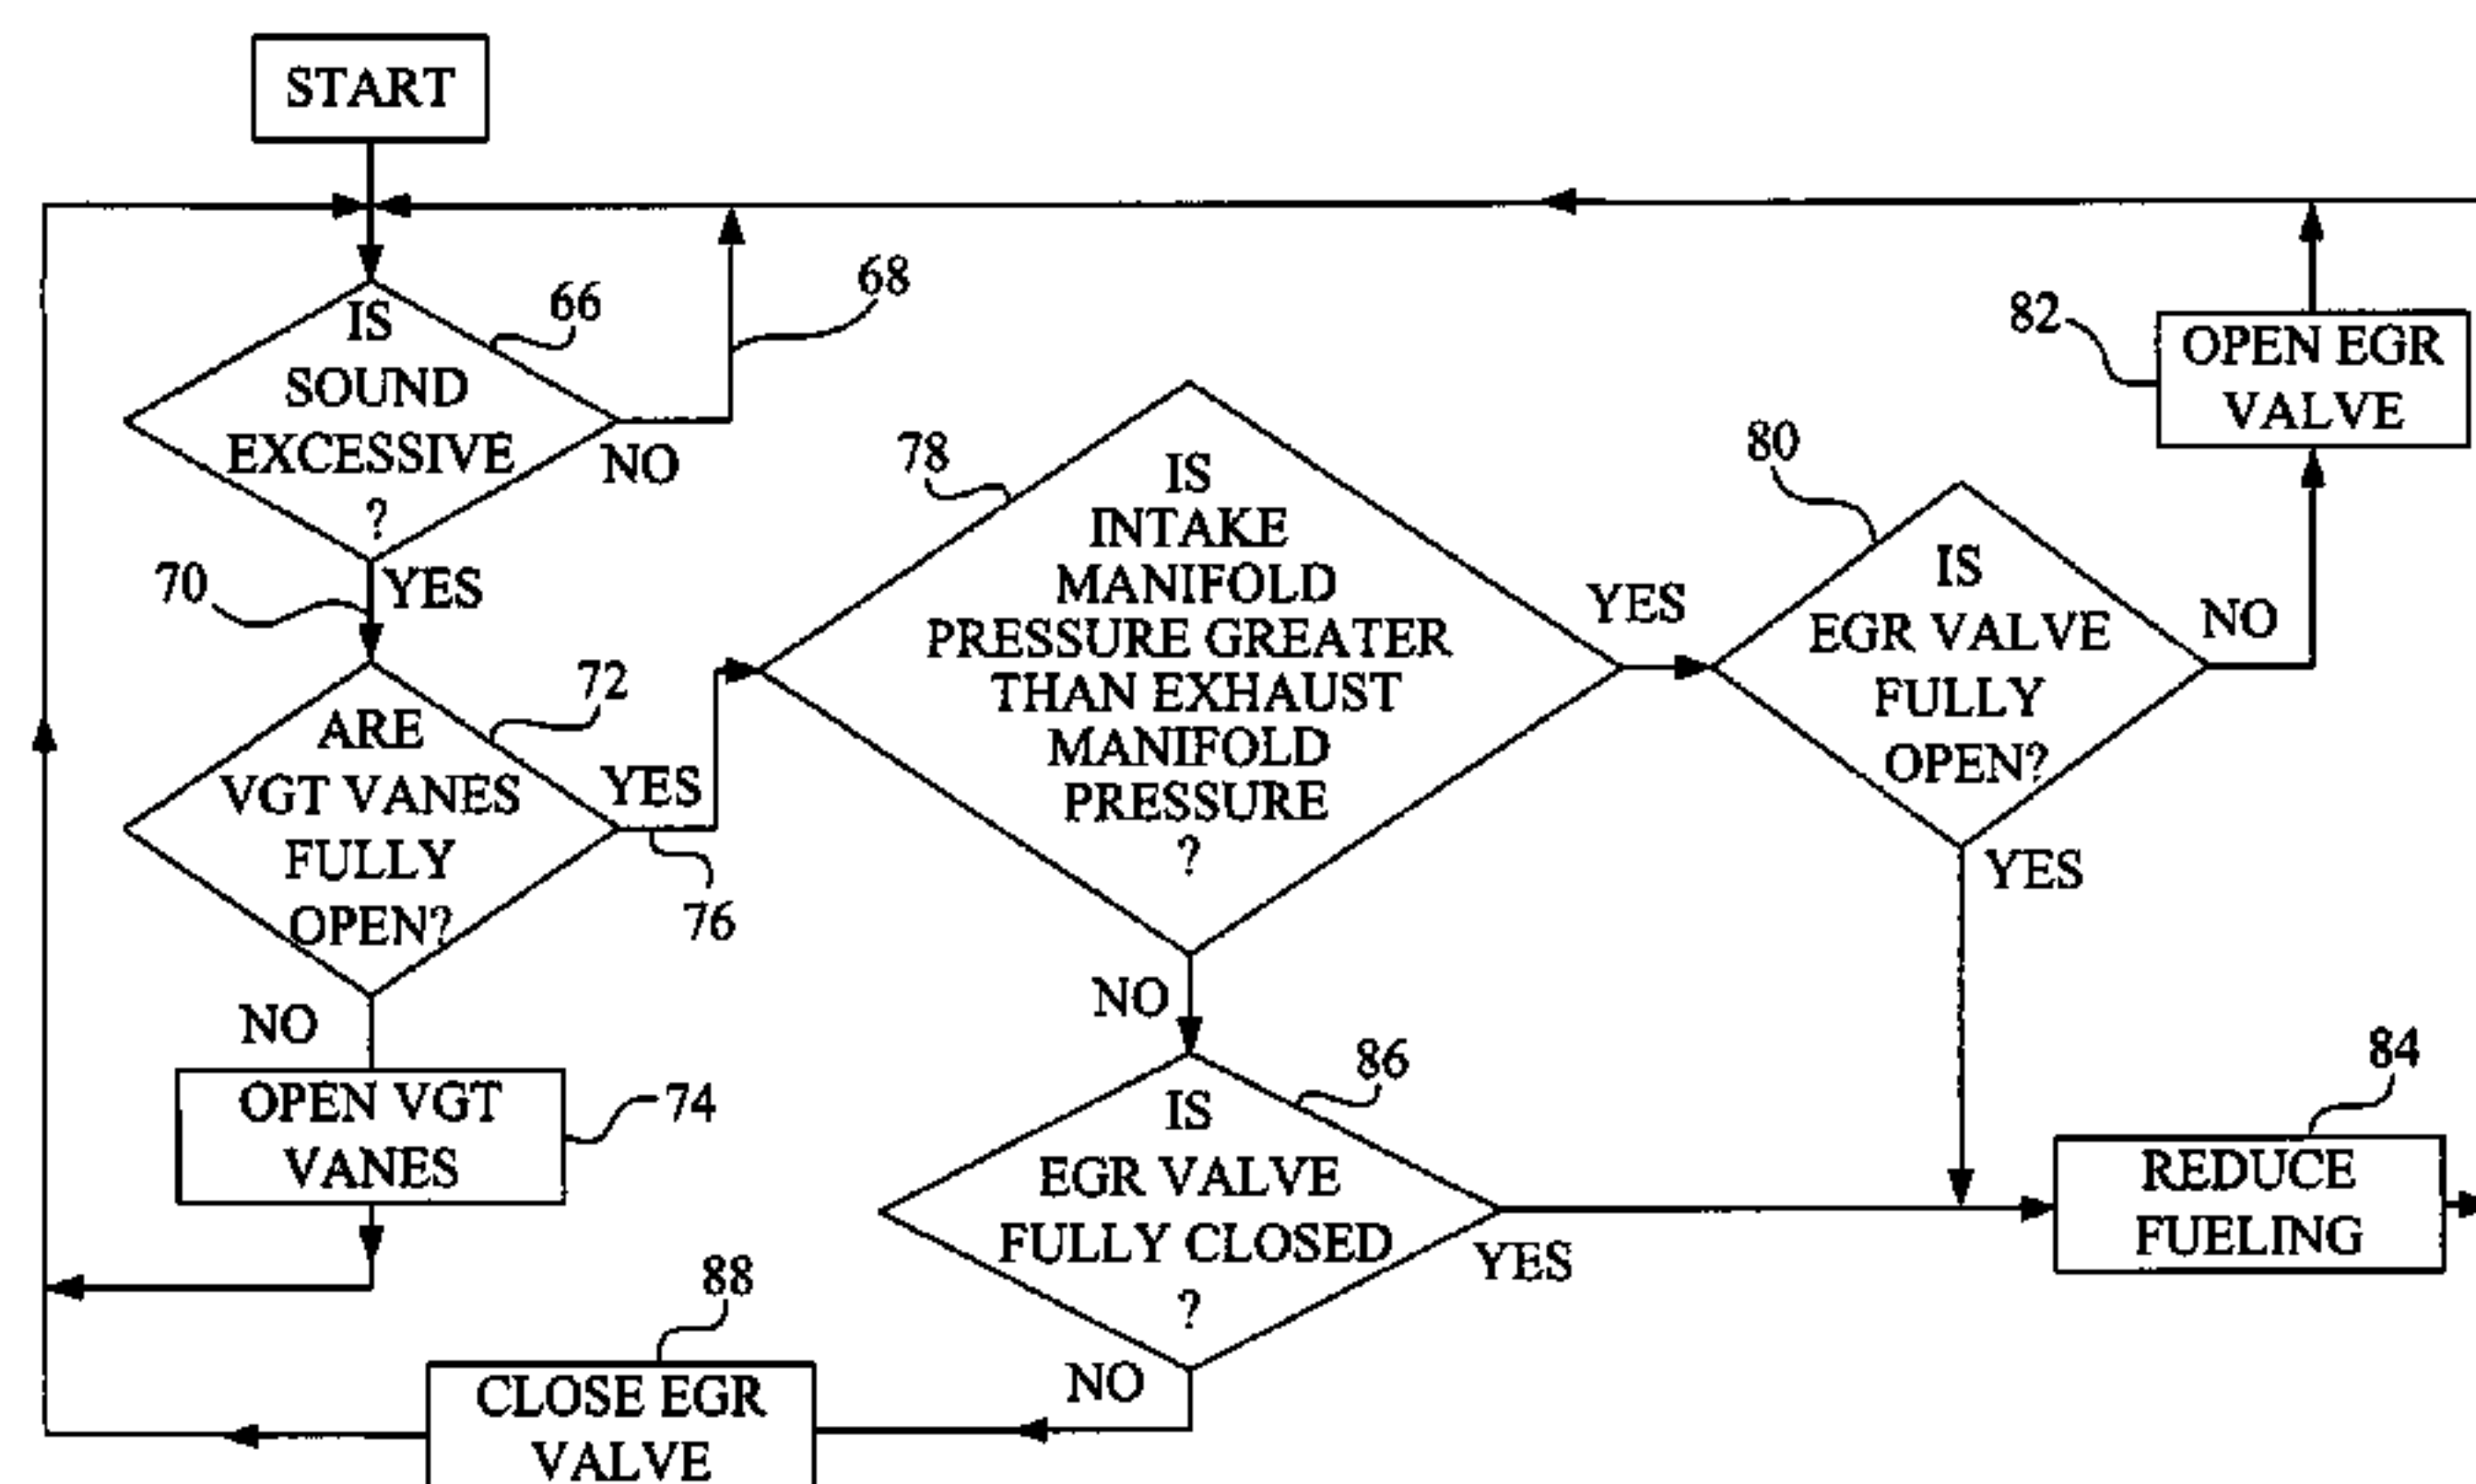 START
IS
SOUND
EXCESSIVE
?
66
NO
68
70
YES
ARE
VGT VANES
FULLY
OPEN?
72
YES
76
NO
OPEN VGT
VANES
74
78
IS
INTAKE
MANIFOLD
PRESSURE GREATER
THAN EXHAUST
MANIFOLD
PRESSURE
?
YES
NO
80
IS
EGR VALVE
FULLY
OPEN?
NO
YES
82
OPEN EGR
VALVE
86
IS
EGR VALVE
FULLY CLOSED
?
YES
NO
84
REDUCE
FUELING
88
CLOSE EGR
VALVE